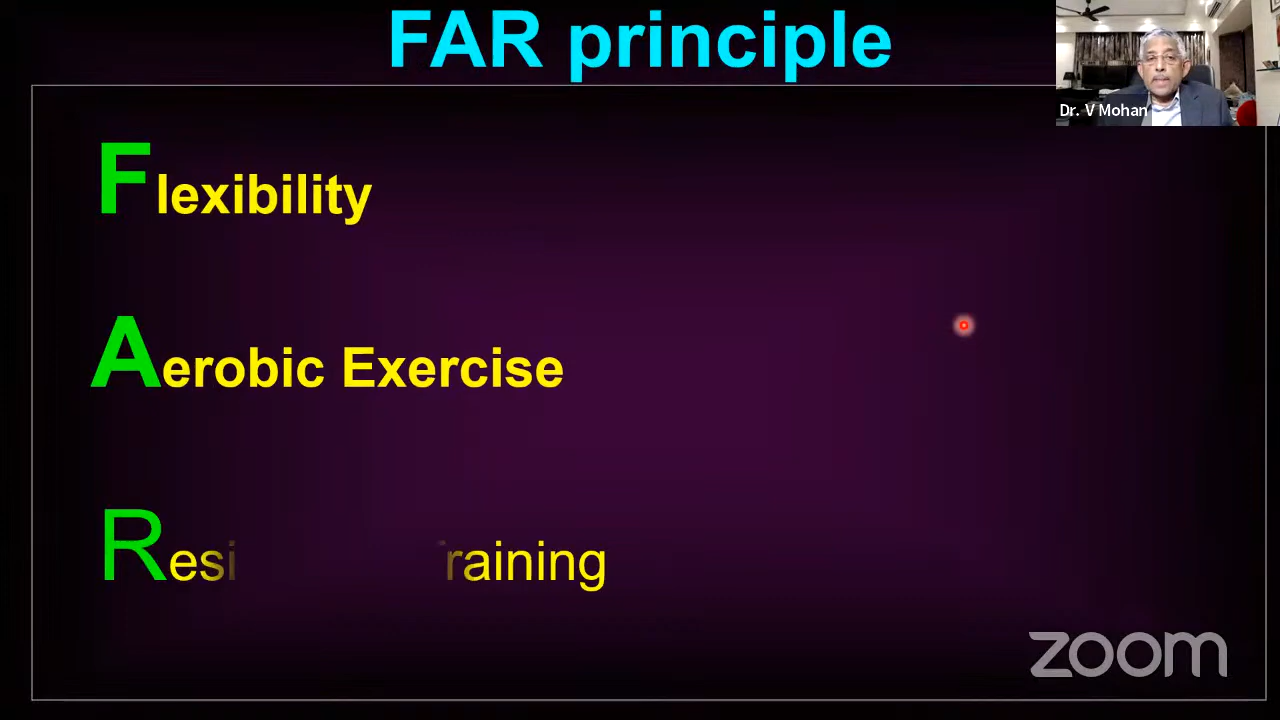 FAR principle
Dr. V Mohan
Flexibility
Aerobic Exercise
Resi raining
zoom